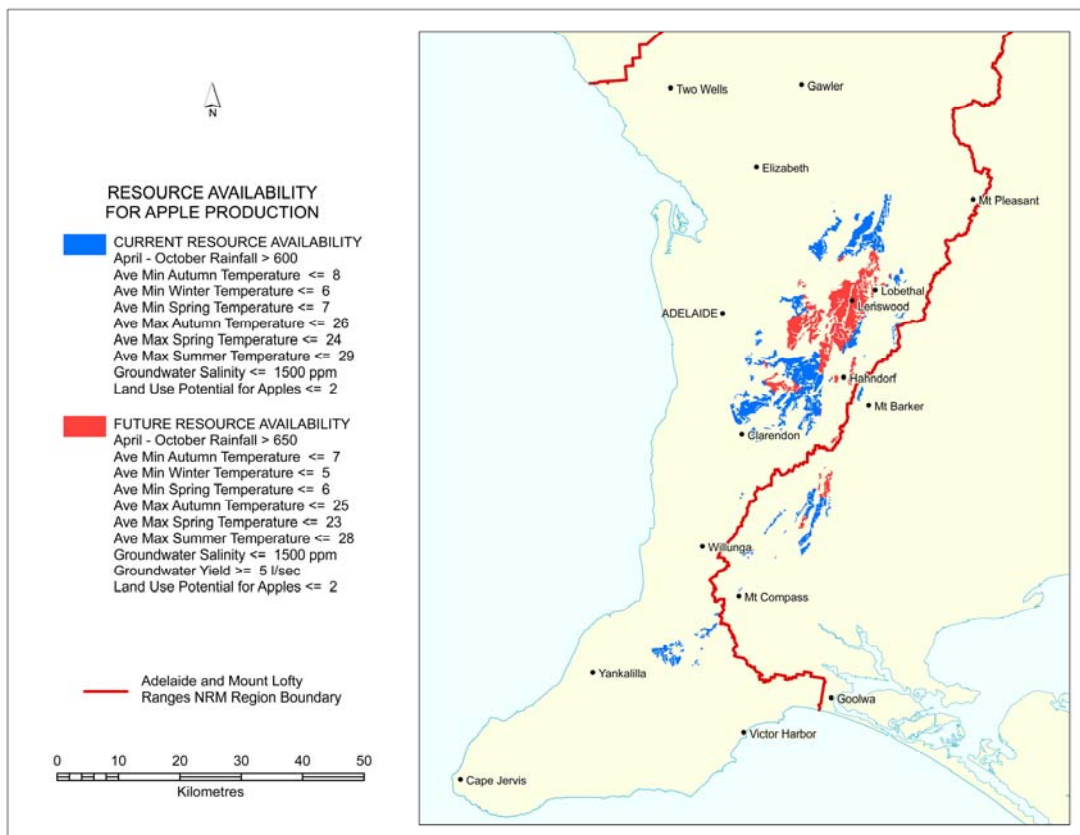 N
RESOURCE AVAILABILITY
FOR APPLE PRODUCTION
CURRENT RESOURCE AVAILABILITY
April - October Rainfall > 600
Ave Min Autumn Temperature <= 8
Ave Min Winter Temperature <= 6
Ave Min Spring Temperature <= 7
Ave Max Autumn Temperature <= 26
Ave Max Spring Temperature <= 24
Ave Max Summer Temperature <= 29
Groundwater Salinity <= 1500 ppm
Land Use Potential for Apples <= 2
FUTURE RESOURCE AVAILABILITY
April - October Rainfall > 650
Ave Min Autumn Temperature <= 7
Ave Min Winter Temperature <= 5
Ave Min Spring Temperature <= 6
Ave Max Autumn Temperature <= 25
Ave Max Spring Temperature <= 23
Ave Max Summer Temperature <= 28
Groundwater Salinity <= 1500 ppm
Groundwater Yield >= 5 l/sec
Land Use Potential for Apples <= 2
Adelaide and Mount Lofty
Ranges NRM Region Boundary
0 10 20 30 40 50
Kilometres
Two Wells
Gawler
Elizabeth
Mt Pleasant
Lobethal
Lenswood
ADELAIDE
Hahndorf
Mt Barker
Clarendon
Willunga
Mt Compass
Yankalilla
Goolwa
Victor Harbor
Cape Jervis